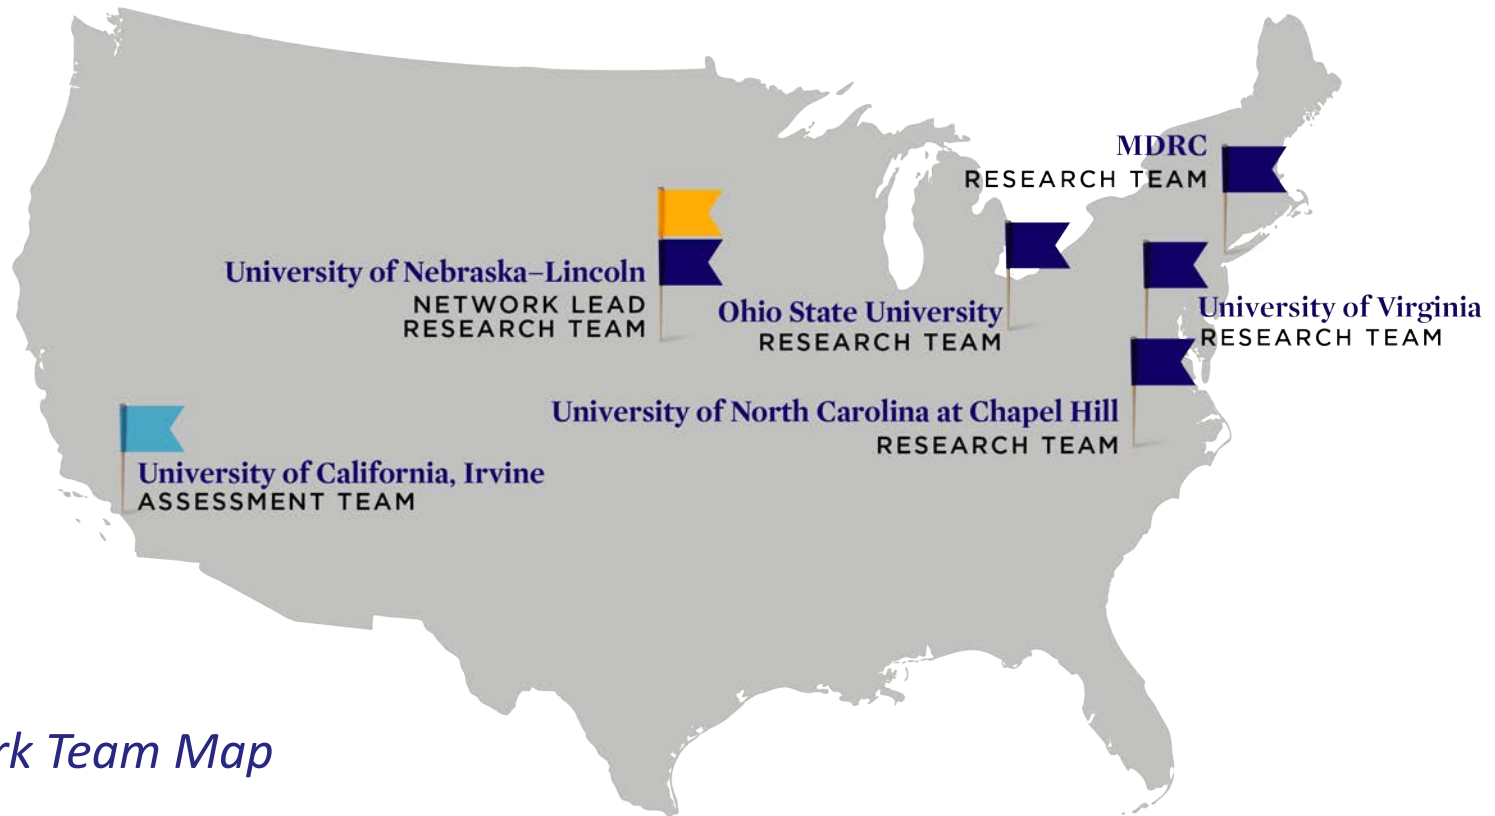 MDRC
RESEARCH TEAM
University of Nebraska–Lincoln
NETWORK LEAD
RESEARCH TEAM
Ohio State University
RESEARCH TEAM
University of Virginia
RESEARCH TEAM
University of North Carolina at Chapel Hill
RESEARCH TEAM
University of California, Irvine
ASSESSMENT TEAM
rk Team Map